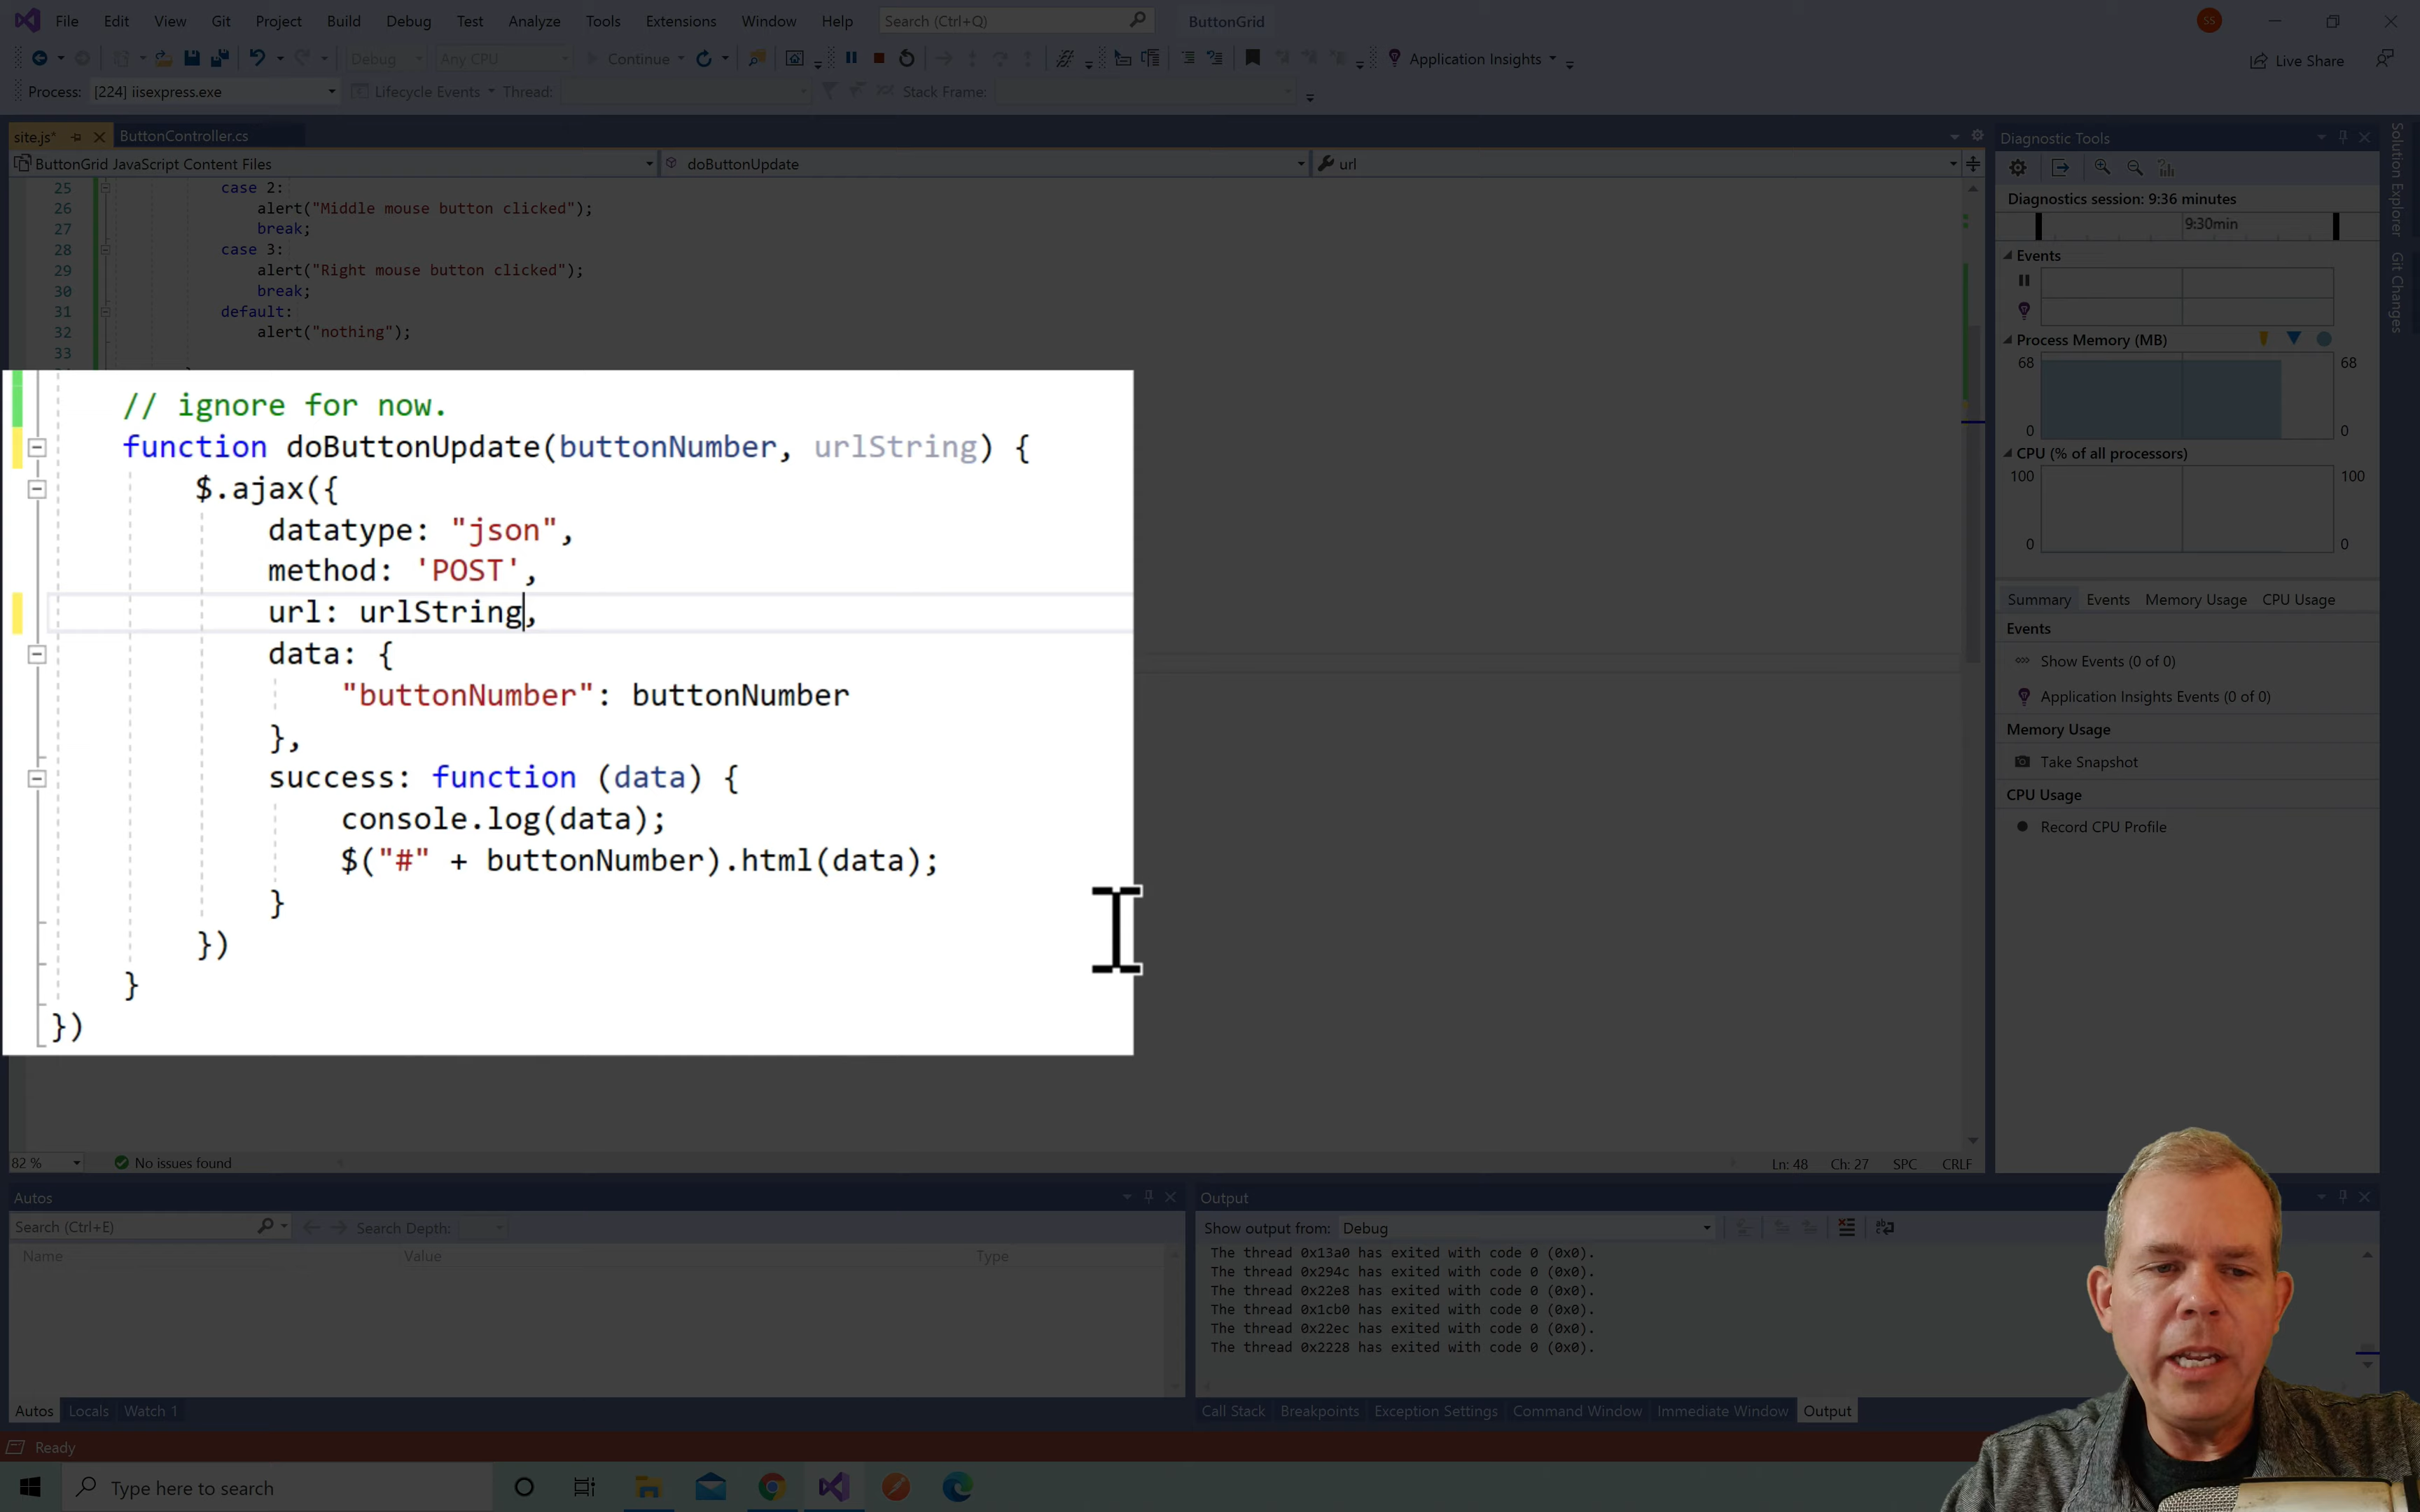 File Edit View Git Project Build Debug Test Analyze Tools Extensions Window Help Search (Ctrl+Q) ButtonGrid SS
Debug Any CPU Continue Application Insights Live Share
Process: [224] iisexpress.exe Lifecycle Events Thread: Stack Frame:
site.js* ButtonController.cs
ButtonGrid JavaScript Content Files doButtonUpdate url
25 case 2:
26 alert("Middle mouse button clicked");
27 break;
28 case 3:
29 alert("Right mouse button clicked");
30 break;
31 default:
32 alert("nothing");
33
// ignore for now.
function doButtonUpdate(buttonNumber, urlString) {
$.ajax({
datatype: "json",
method: 'POST',
url: urlString,
data: {
"buttonNumber": buttonNumber
},
success: function (data) {
console.log(data);
$("#" + buttonNumber).html(data);
}
})
}
})
82 % No issues found Ln: 48 Ch: 27 SPC CRLF
Diagnostic Tools
Diagnostics session: 9:36 minutes
9:30min
Events
Process Memory (MB)
68 68
0 0
CPU (% of all processors)
100 100
0 0
Summary Events Memory Usage CPU Usage
Events
Show Events (0 of 0)
Application Insights Events (0 of 0)
Memory Usage
Take Snapshot
CPU Usage
Record CPU Profile
Solution Explorer
Git Changes
Autos
Search (Ctrl+E) Search Depth:
Name Value Type
Autos Locals Watch 1
Output
Show output from: Debug
The thread 0x13a0 has exited with code 0 (0x0).
The thread 0x294c has exited with code 0 (0x0).
The thread 0x22e8 has exited with code 0 (0x0).
The thread 0x1cb0 has exited with code 0 (0x0).
The thread 0x22ec has exited with code 0 (0x0).
The thread 0x2228 has exited with code 0 (0x0).
Call Stack Breakpoints Exception Settings Command Window Immediate Window Output
Ready
Type here to search